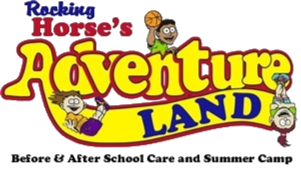 Rocking
Horse's
Adventure
LAND
Before & After School Care and Summer Camp